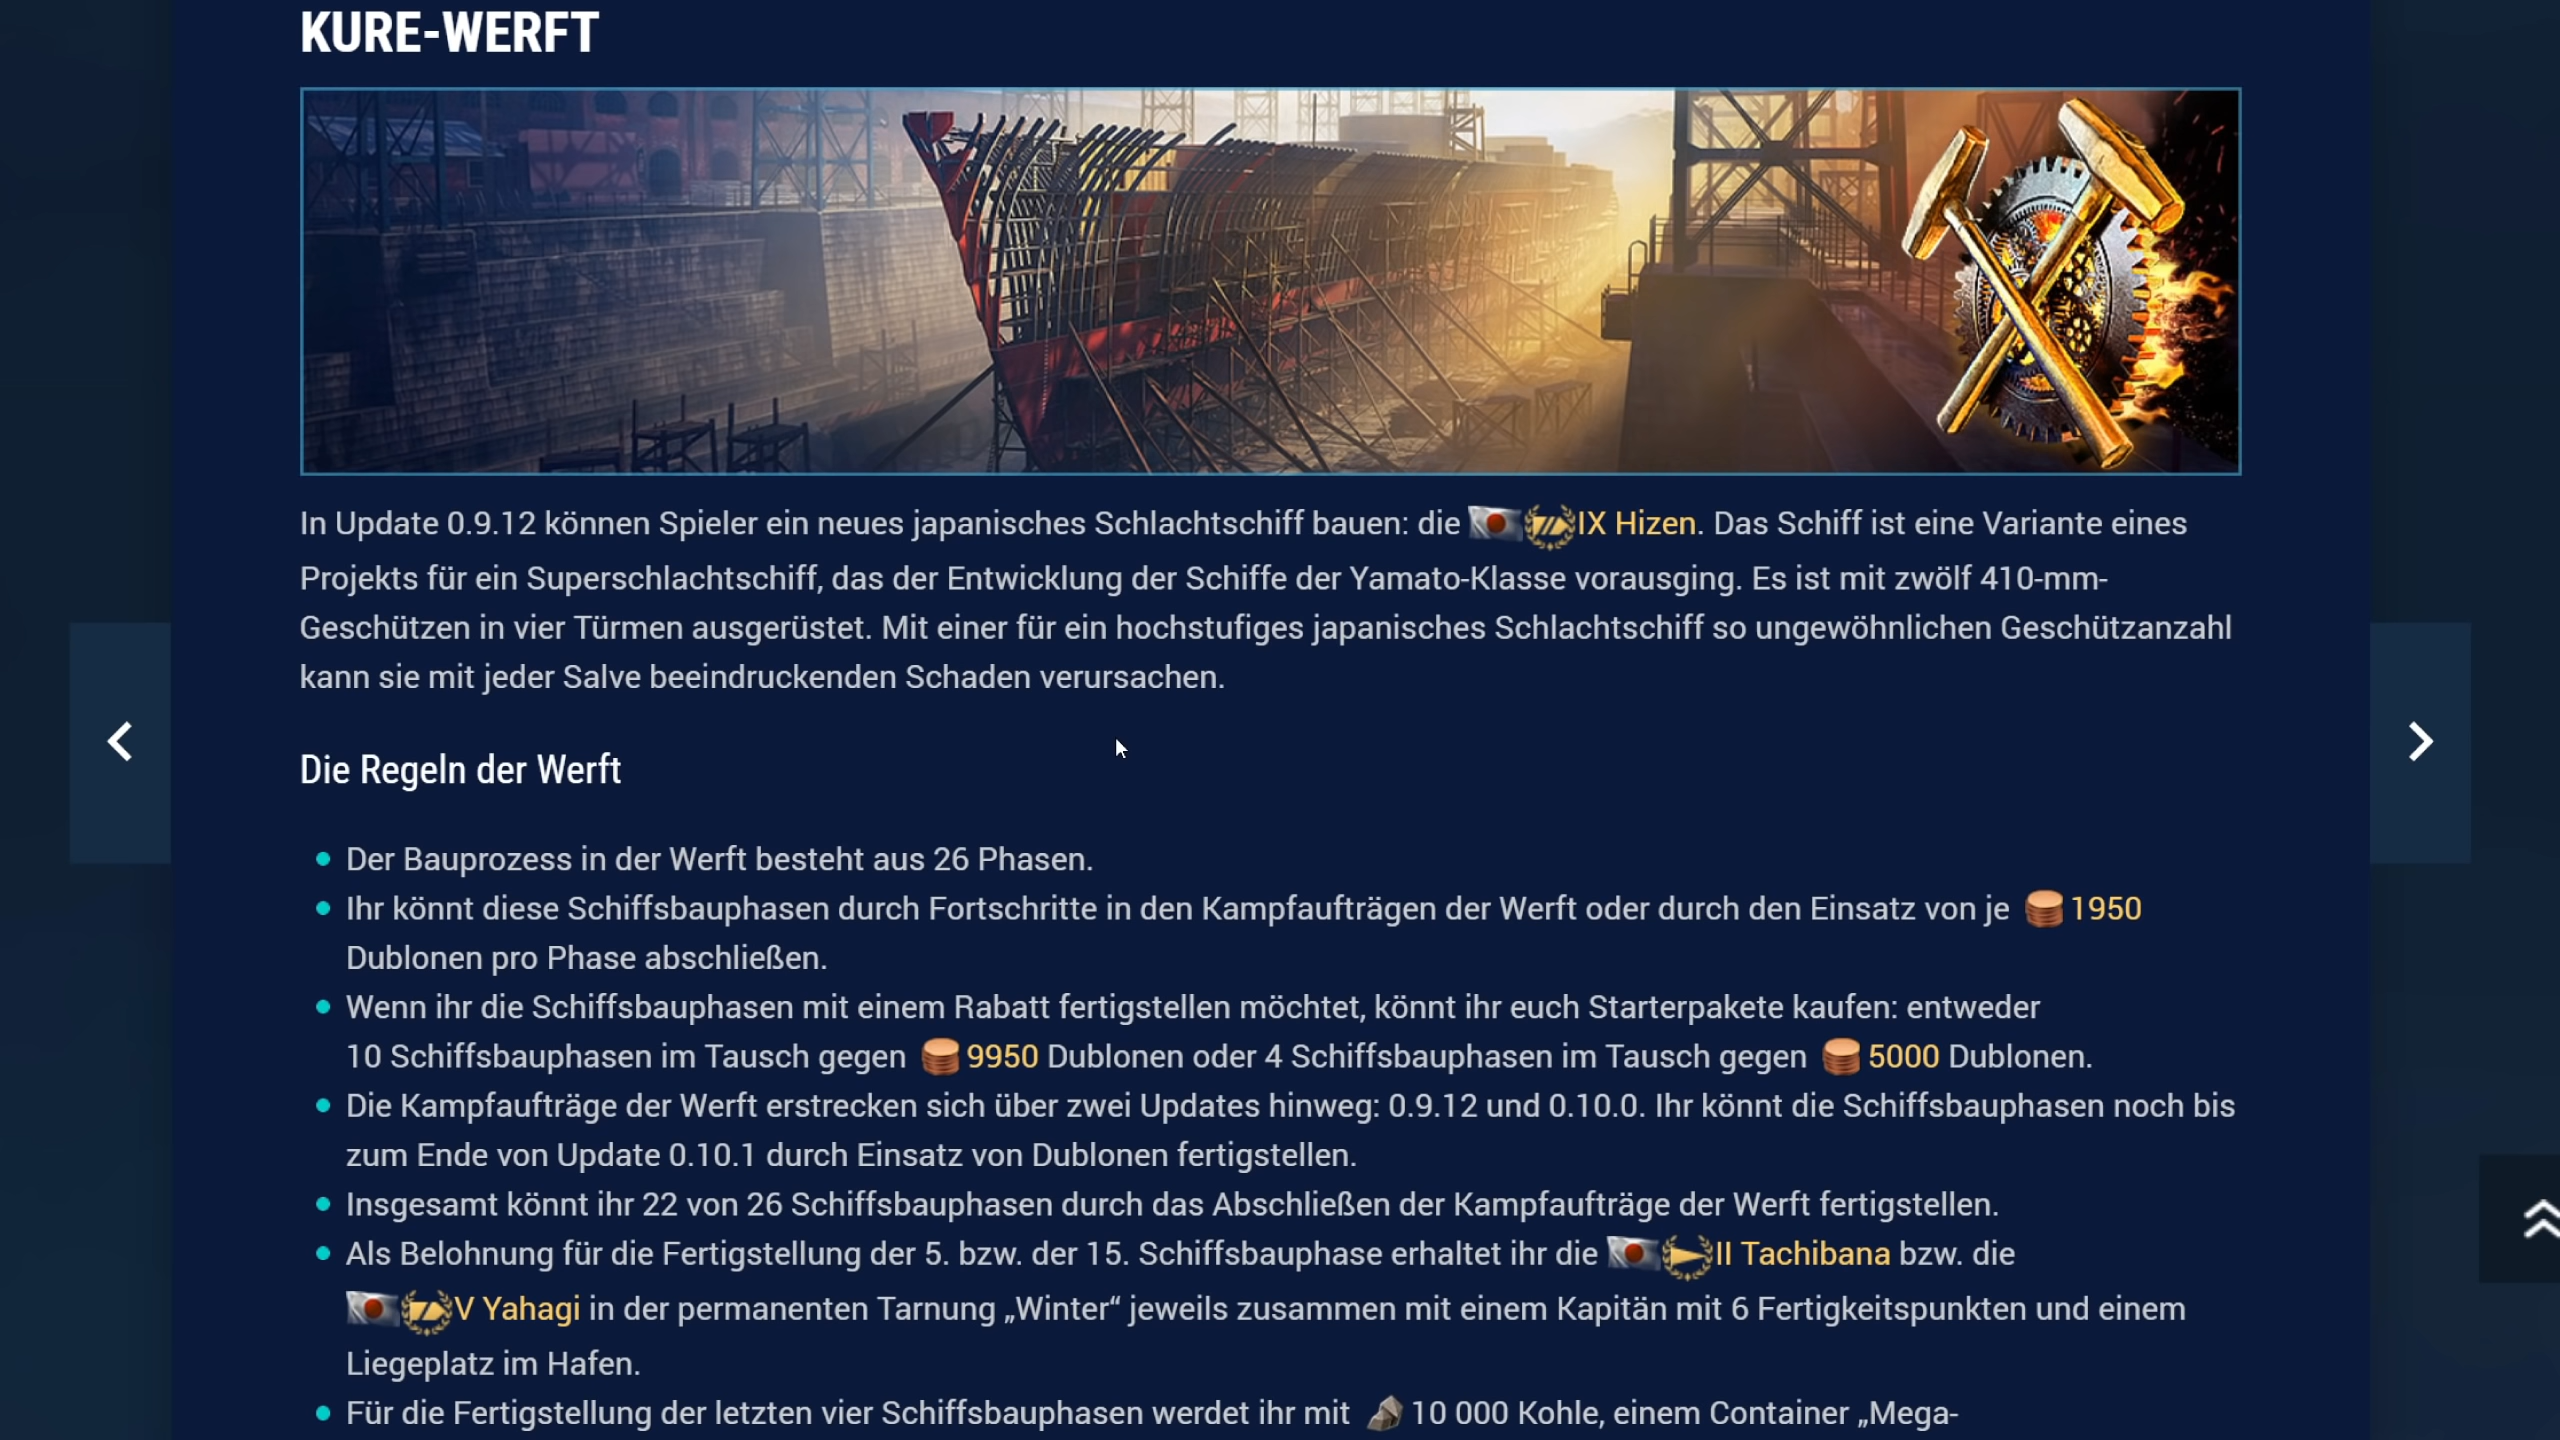 KURE-WERFT
In Update 0.9.12 können Spieler ein neues japanisches Schlachtschiff bauen: die IX Hizen. Das Schiff ist eine Variante eines
Projekts für ein Superschlachtschiff, das der Entwicklung der Schiffe der Yamato-Klasse vorausging. Es ist mit zwölf 410-mm-
Geschützen in vier Türmen ausgerüstet. Mit einer für ein hochstufiges japanisches Schlachtschiff so ungewöhnlichen Geschützanzahl
kann sie mit jeder Salve beeindruckenden Schaden verursachen.
Die Regeln der Werft
Der Bauprozess in der Werft besteht aus 26 Phasen.
Ihr könnt diese Schiffsbauphasen durch Fortschritte in den Kampfaufträgen der Werft oder durch den Einsatz von je 1950
Dublonen pro Phase abschließen.
Wenn ihr die Schiffsbauphasen mit einem Rabatt fertigstellen möchtet, könnt ihr euch Starterpakete kaufen: entweder
10 Schiffsbauphasen im Tausch gegen 9950 Dublonen oder 4 Schiffsbauphasen im Tausch gegen 5000 Dublonen.
Die Kampfaufträge der Werft erstrecken sich über zwei Updates hinweg: 0.9.12 und 0.10.0. Ihr könnt die Schiffsbauphasen noch bis
zum Ende von Update 0.10.1 durch Einsatz von Dublonen fertigstellen.
Insgesamt könnt ihr 22 von 26 Schiffsbauphasen durch das Abschließen der Kampfaufträge der Werft fertigstellen.
Als Belohnung für die Fertigstellung der 5. bzw. der 15. Schiffsbauphase erhaltet ihr die II Tachibana bzw. die
V Yahagi in der permanenten Tarnung „Winter“ jeweils zusammen mit einem Kapitän mit 6 Fertigkeitspunkten und einem
Liegeplatz im Hafen.
Für die Fertigstellung der letzten vier Schiffsbauphasen werdet ihr mit 10 000 Kohle, einem Container „Mega-